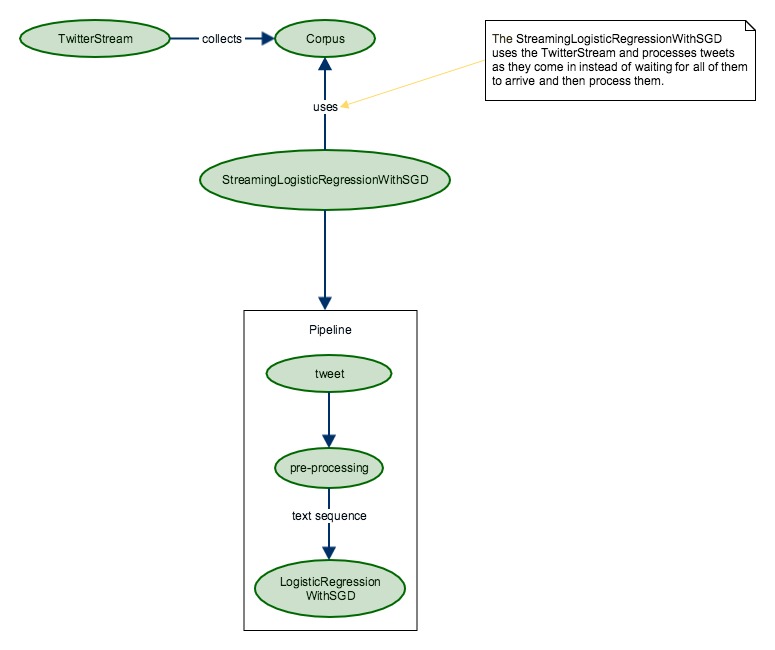 TwitterStream
collects
Corpus
The StreamingLogisticRegressionWithSGD
uses the TwitterStream and processes tweets
as they come in instead of waiting for all of them
to arrive and then process them.
uses
StreamingLogisticRegressionWithSGD
Pipeline
tweet
pre-processing
text sequence
LogisticRegression
WithSGD